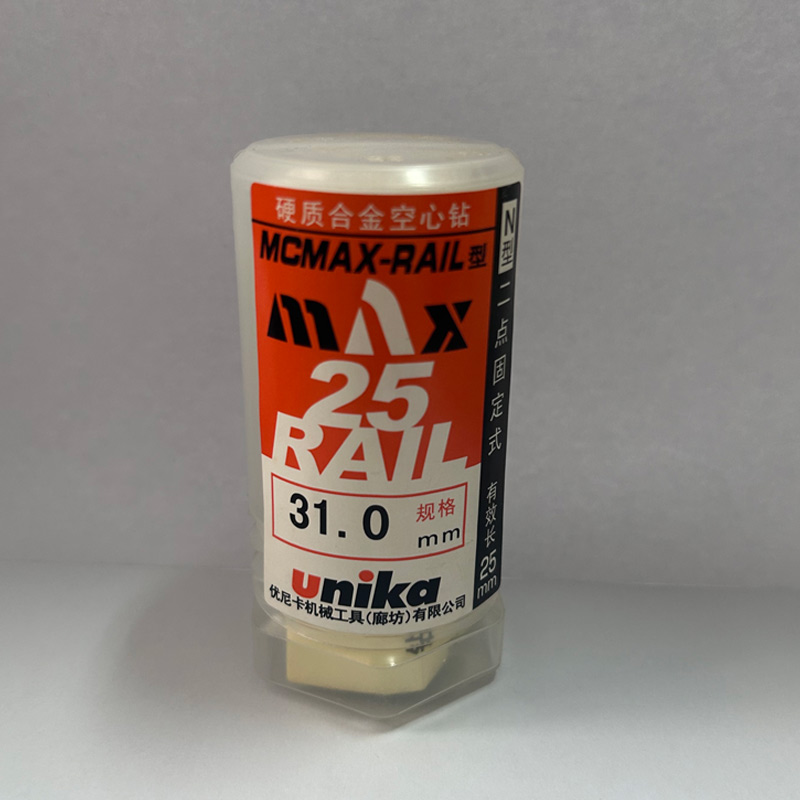 硬质合金空心钻
MCMAX-RAIL型
max
25
RAIL
31.0 规格
mm
unika
优尼卡机械工具(廊坊)有限公司
N型
二点固定式
有效长
25
mm